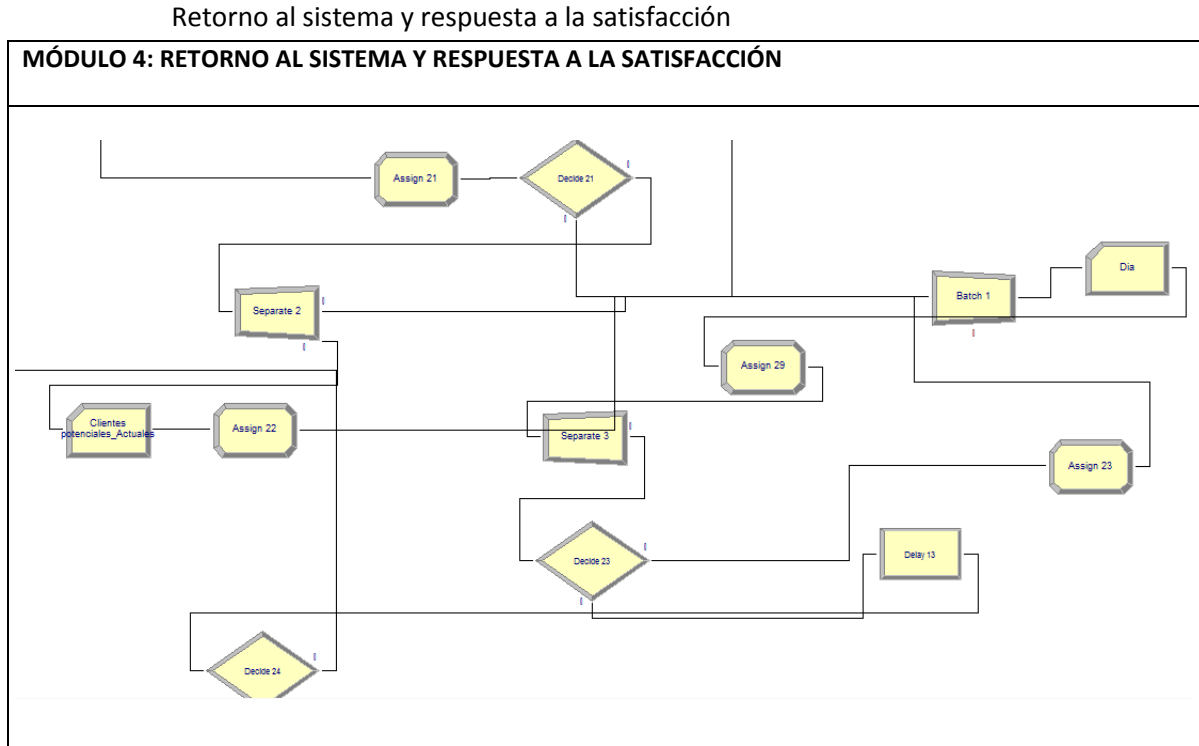 Retorno al sistema y respuesta a la satisfacción
MÓDULO 4: RETORNO AL SISTEMA Y RESPUESTA A LA SATISFACCIÓN
Assign 21
Decide 21
Dia
Batch 1
Separate 2
Assign 29
Clientes
potenciales_Actuales
Assign 22
Separate 3
Assign 23
Decide 23
Delay 13
Decide 24